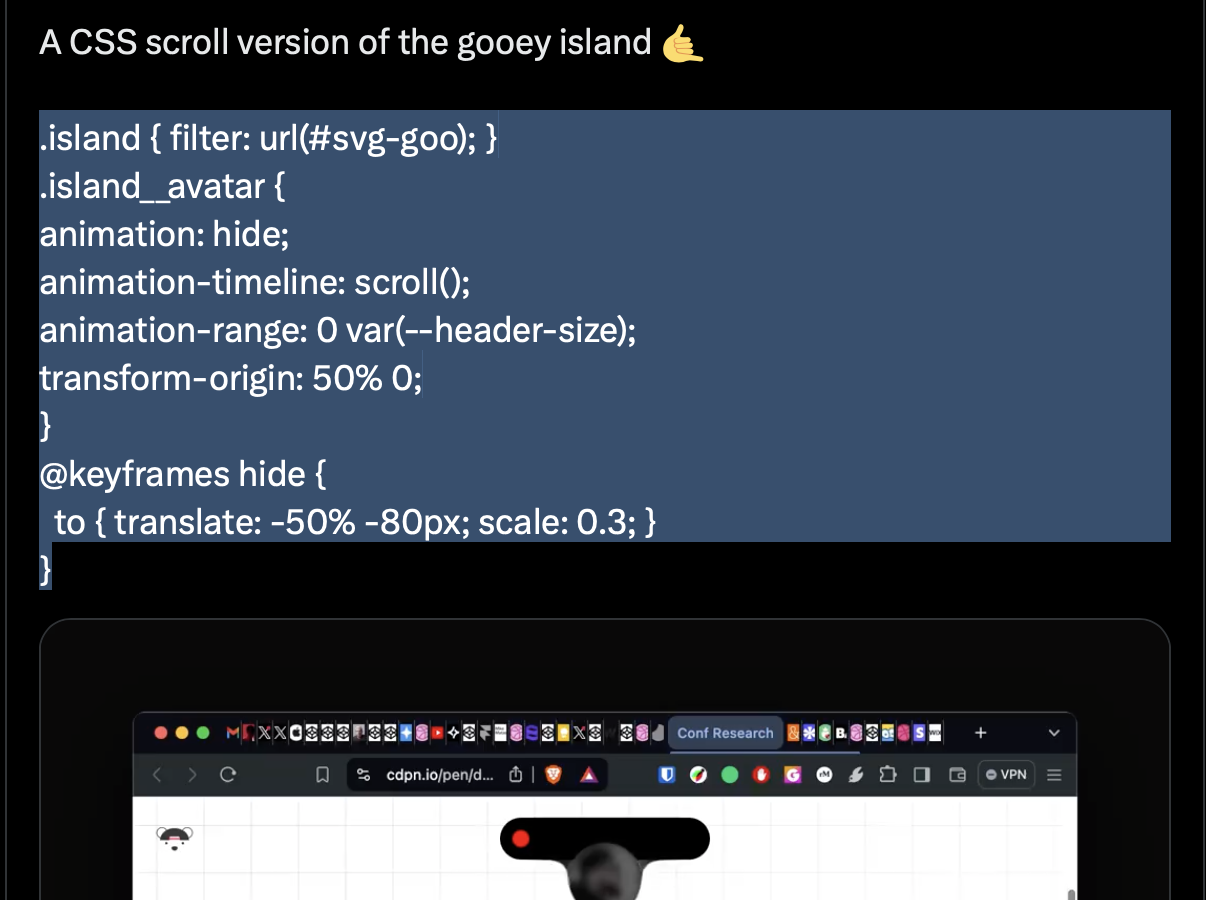 A CSS scroll version of the gooey island 🤙
.island { filter: url(#svg-goo); }
.island__avatar {
animation: hide;
animation-timeline: scroll();
animation-range: 0 var(--header-size);
transform-origin: 50% 0;
}
@keyframes hide {
  to { translate: -50% -80px; scale: 0.3; }
}
Conf Research
cdpn.io/pen/d...
VPN